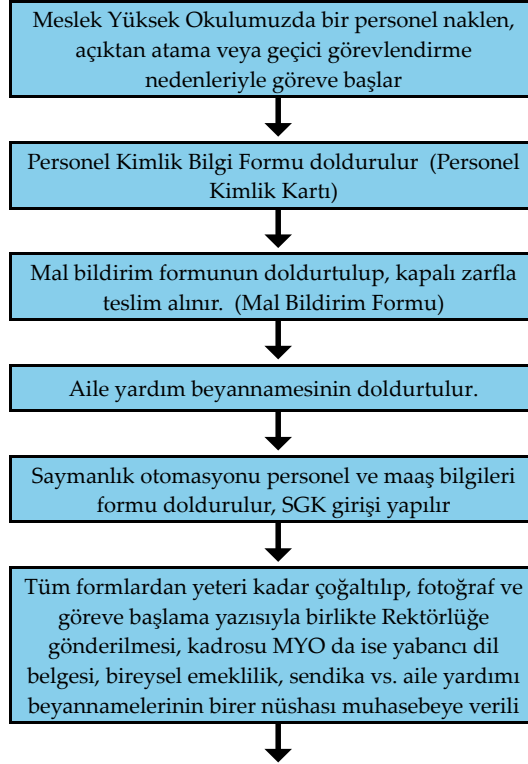 Meslek Yüksek Okulumuzda bir personel naklen,
açıktan atama veya geçici görevlendirme
nedenleriyle göreve başlar
Personel Kimlik Bilgi Formu doldurulur (Personel
Kimlik Kartı)
Mal bildirim formunun doldurtulup, kapalı zarfla
teslim alınır. (Mal Bildirim Formu)
Aile yardım beyannamesinin doldurtulur.
Saymanlık otomasyonu personel ve maaş bilgileri
formu doldurulur, SGK girişi yapılır
Tüm formlardan yeteri kadar çoğaltılıp, fotoğraf ve
göreve başlama yazısıyla birlikte Rektörlüğe
gönderilmesi, kadrosu MYO da ise yabancı dil
belgesi, bireysel emeklilik, sendika vs. aile yardımı
beyannamelerinin birer nüshası muhasebeye verili